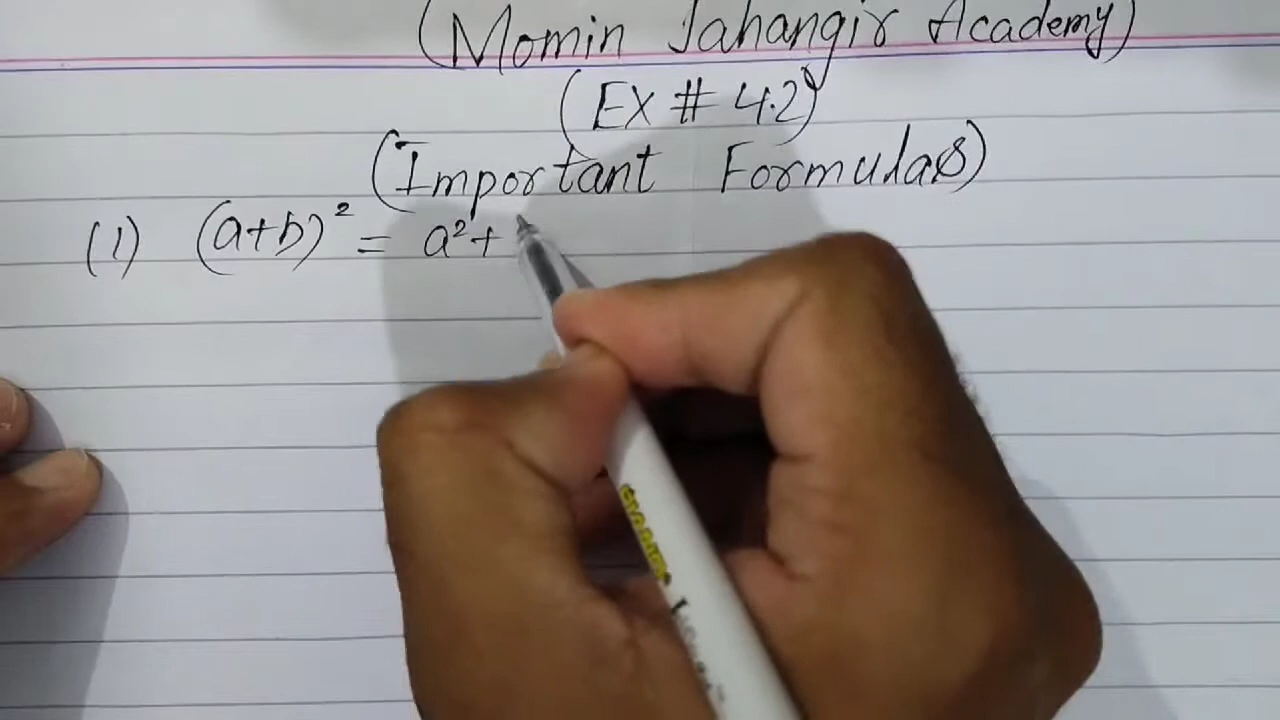 (Momin Jahangir Academy)
(EX # 4.2)
(Important Formulas)
(1) (a+b)² = a² +